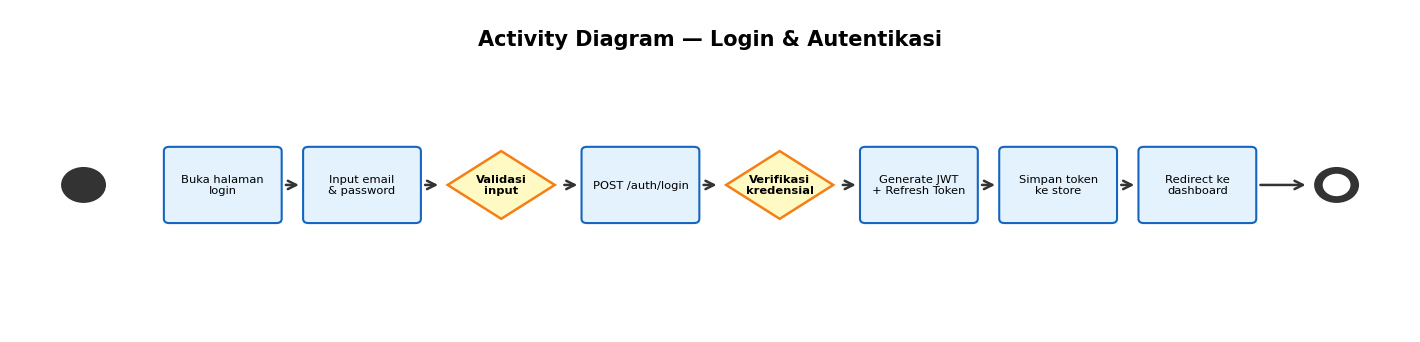 Activity Diagram — Login & Autentikasi
Buka halaman
login
Input email
& password
Validasi
input
POST /auth/login
Verifikasi
kredensial
Generate JWT
+ Refresh Token
Simpan token
ke store
Redirect ke
dashboard